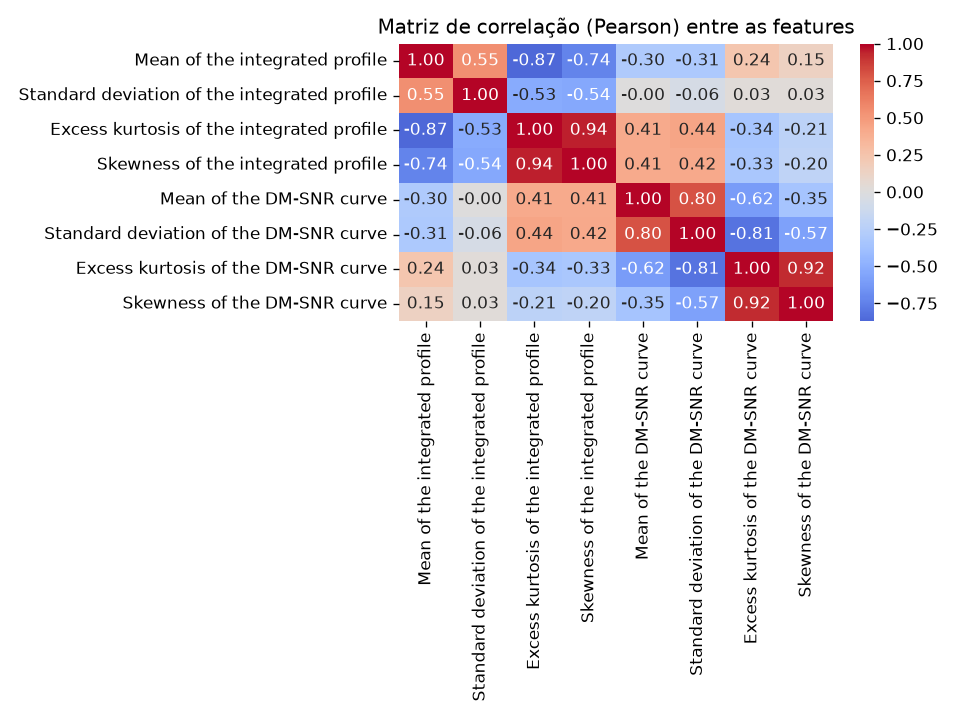 Matriz de correlação (Pearson) entre as features
Mean of the integrated profile 1.00 0.55 -0.87 -0.74 -0.30 -0.31 0.24 0.15
Standard deviation of the integrated profile 0.55 1.00 -0.53 -0.54 -0.00 -0.06 0.03 0.03
Excess kurtosis of the integrated profile -0.87 -0.53 1.00 0.94 0.41 0.44 -0.34 -0.21
Skewness of the integrated profile -0.74 -0.54 0.94 1.00 0.41 0.42 -0.33 -0.20
Mean of the DM-SNR curve -0.30 -0.00 0.41 0.41 1.00 0.80 -0.62 -0.35
Standard deviation of the DM-SNR curve -0.31 -0.06 0.44 0.42 0.80 1.00 -0.81 -0.57
Excess kurtosis of the DM-SNR curve 0.24 0.03 -0.34 -0.33 -0.62 -0.81 1.00 0.92
Skewness of the DM-SNR curve 0.15 0.03 -0.21 -0.20 -0.35 -0.57 0.92 1.00
Mean of the integrated profile
Standard deviation of the integrated profile
Excess kurtosis of the integrated profile
Skewness of the integrated profile
Mean of the DM-SNR curve
Standard deviation of the DM-SNR curve
Excess kurtosis of the DM-SNR curve
Skewness of the DM-SNR curve
1.00
0.75
0.50
0.25
0.00
−0.25
−0.50
−0.75